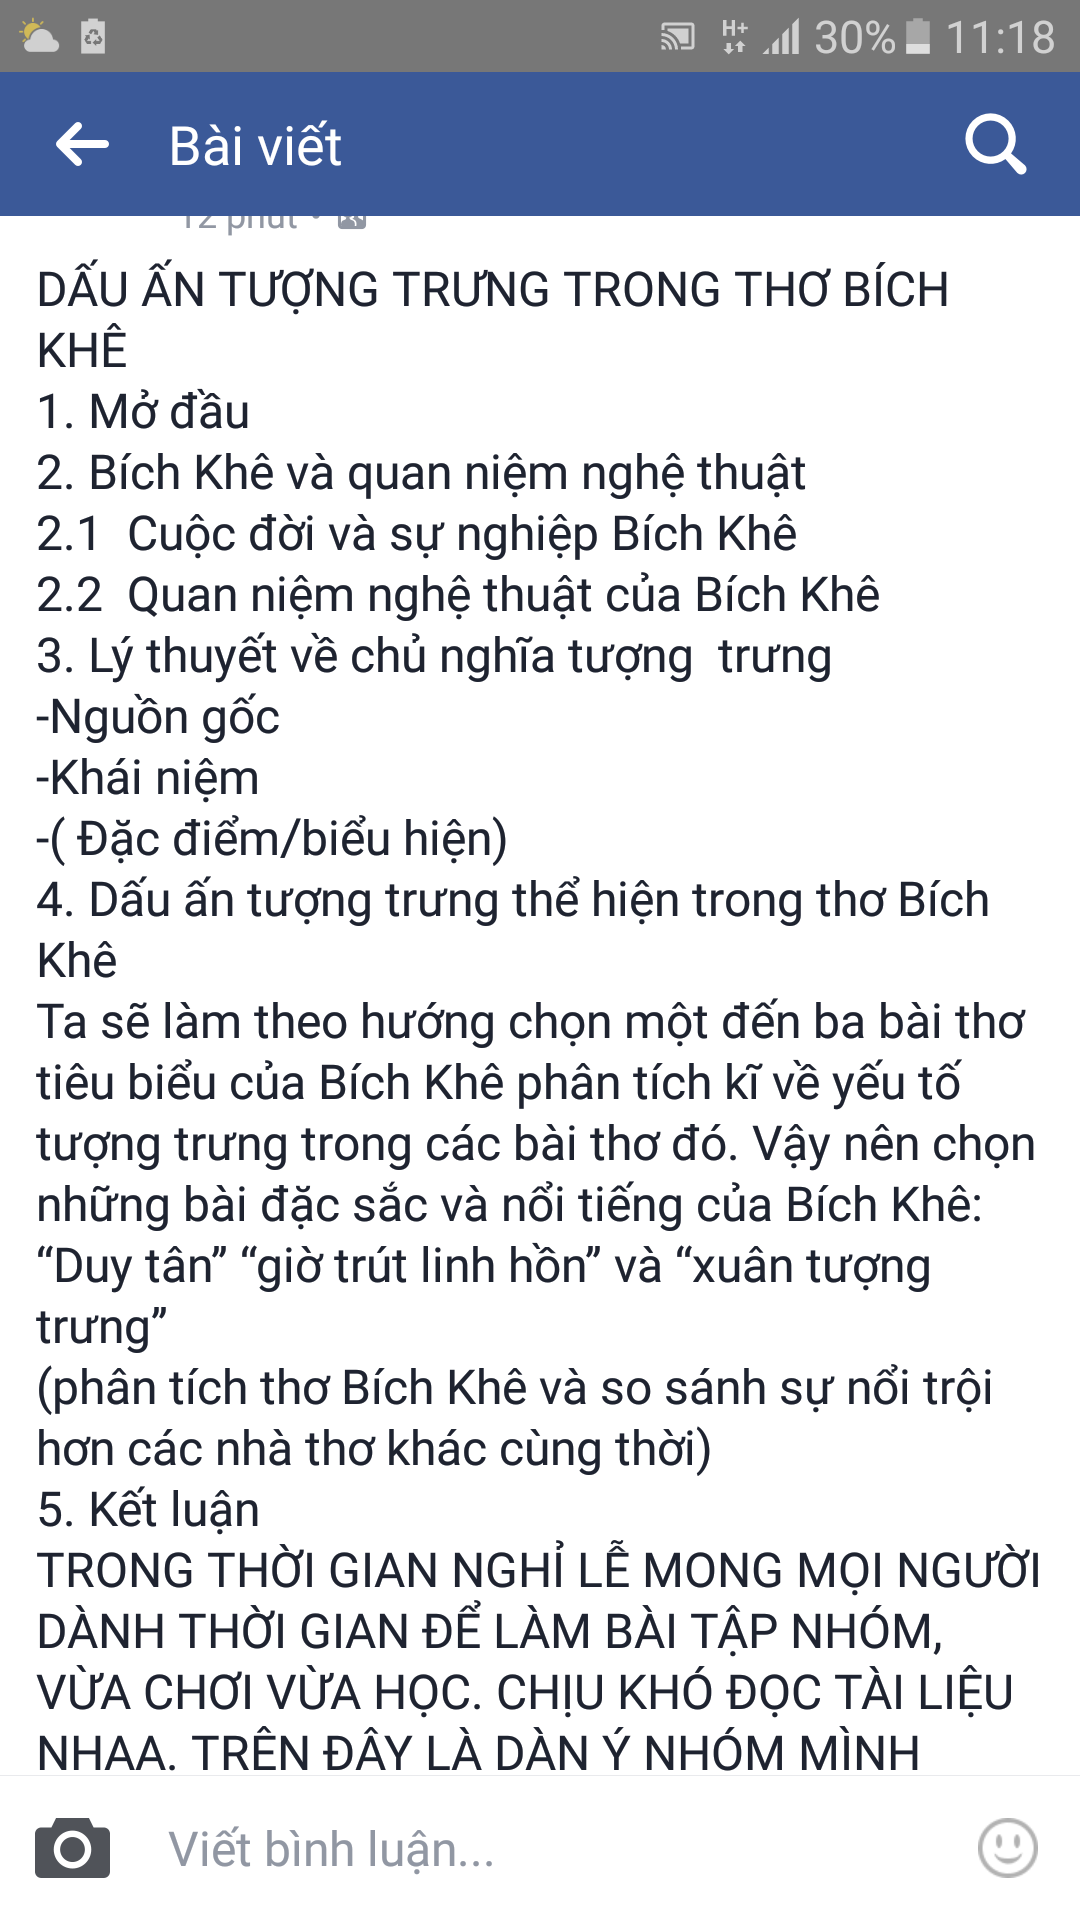 H+ 30% 11:18
Bài viết
12 phút •
DẤU ẤN TƯỢNG TRƯNG TRONG THƠ BÍCH
KHÊ
1. Mở đầu
2. Bích Khê và quan niệm nghệ thuật
2.1  Cuộc đời và sự nghiệp Bích Khê
2.2  Quan niệm nghệ thuật của Bích Khê
3. Lý thuyết về chủ nghĩa tượng  trưng
-Nguồn gốc
-Khái niệm
-( Đặc điểm/biểu hiện)
4. Dấu ấn tượng trưng thể hiện trong thơ Bích
Khê
Ta sẽ làm theo hướng chọn một đến ba bài thơ
tiêu biểu của Bích Khê phân tích kĩ về yếu tố
tượng trưng trong các bài thơ đó. Vậy nên chọn
những bài đặc sắc và nổi tiếng của Bích Khê:
“Duy tân” “giờ trút linh hồn” và “xuân tượng
trưng”
(phân tích thơ Bích Khê và so sánh sự nổi trội
hơn các nhà thơ khác cùng thời)
5. Kết luận
TRONG THỜI GIAN NGHỈ LỄ MONG MỌI NGƯỜI
DÀNH THỜI GIAN ĐỂ LÀM BÀI TẬP NHÓM,
VỪA CHƠI VỪA HỌC. CHỊU KHÓ ĐỌC TÀI LIỆU
NHAA. TRÊN ĐÂY LÀ DÀN Ý NHÓM MÌNH
Viết bình luận...